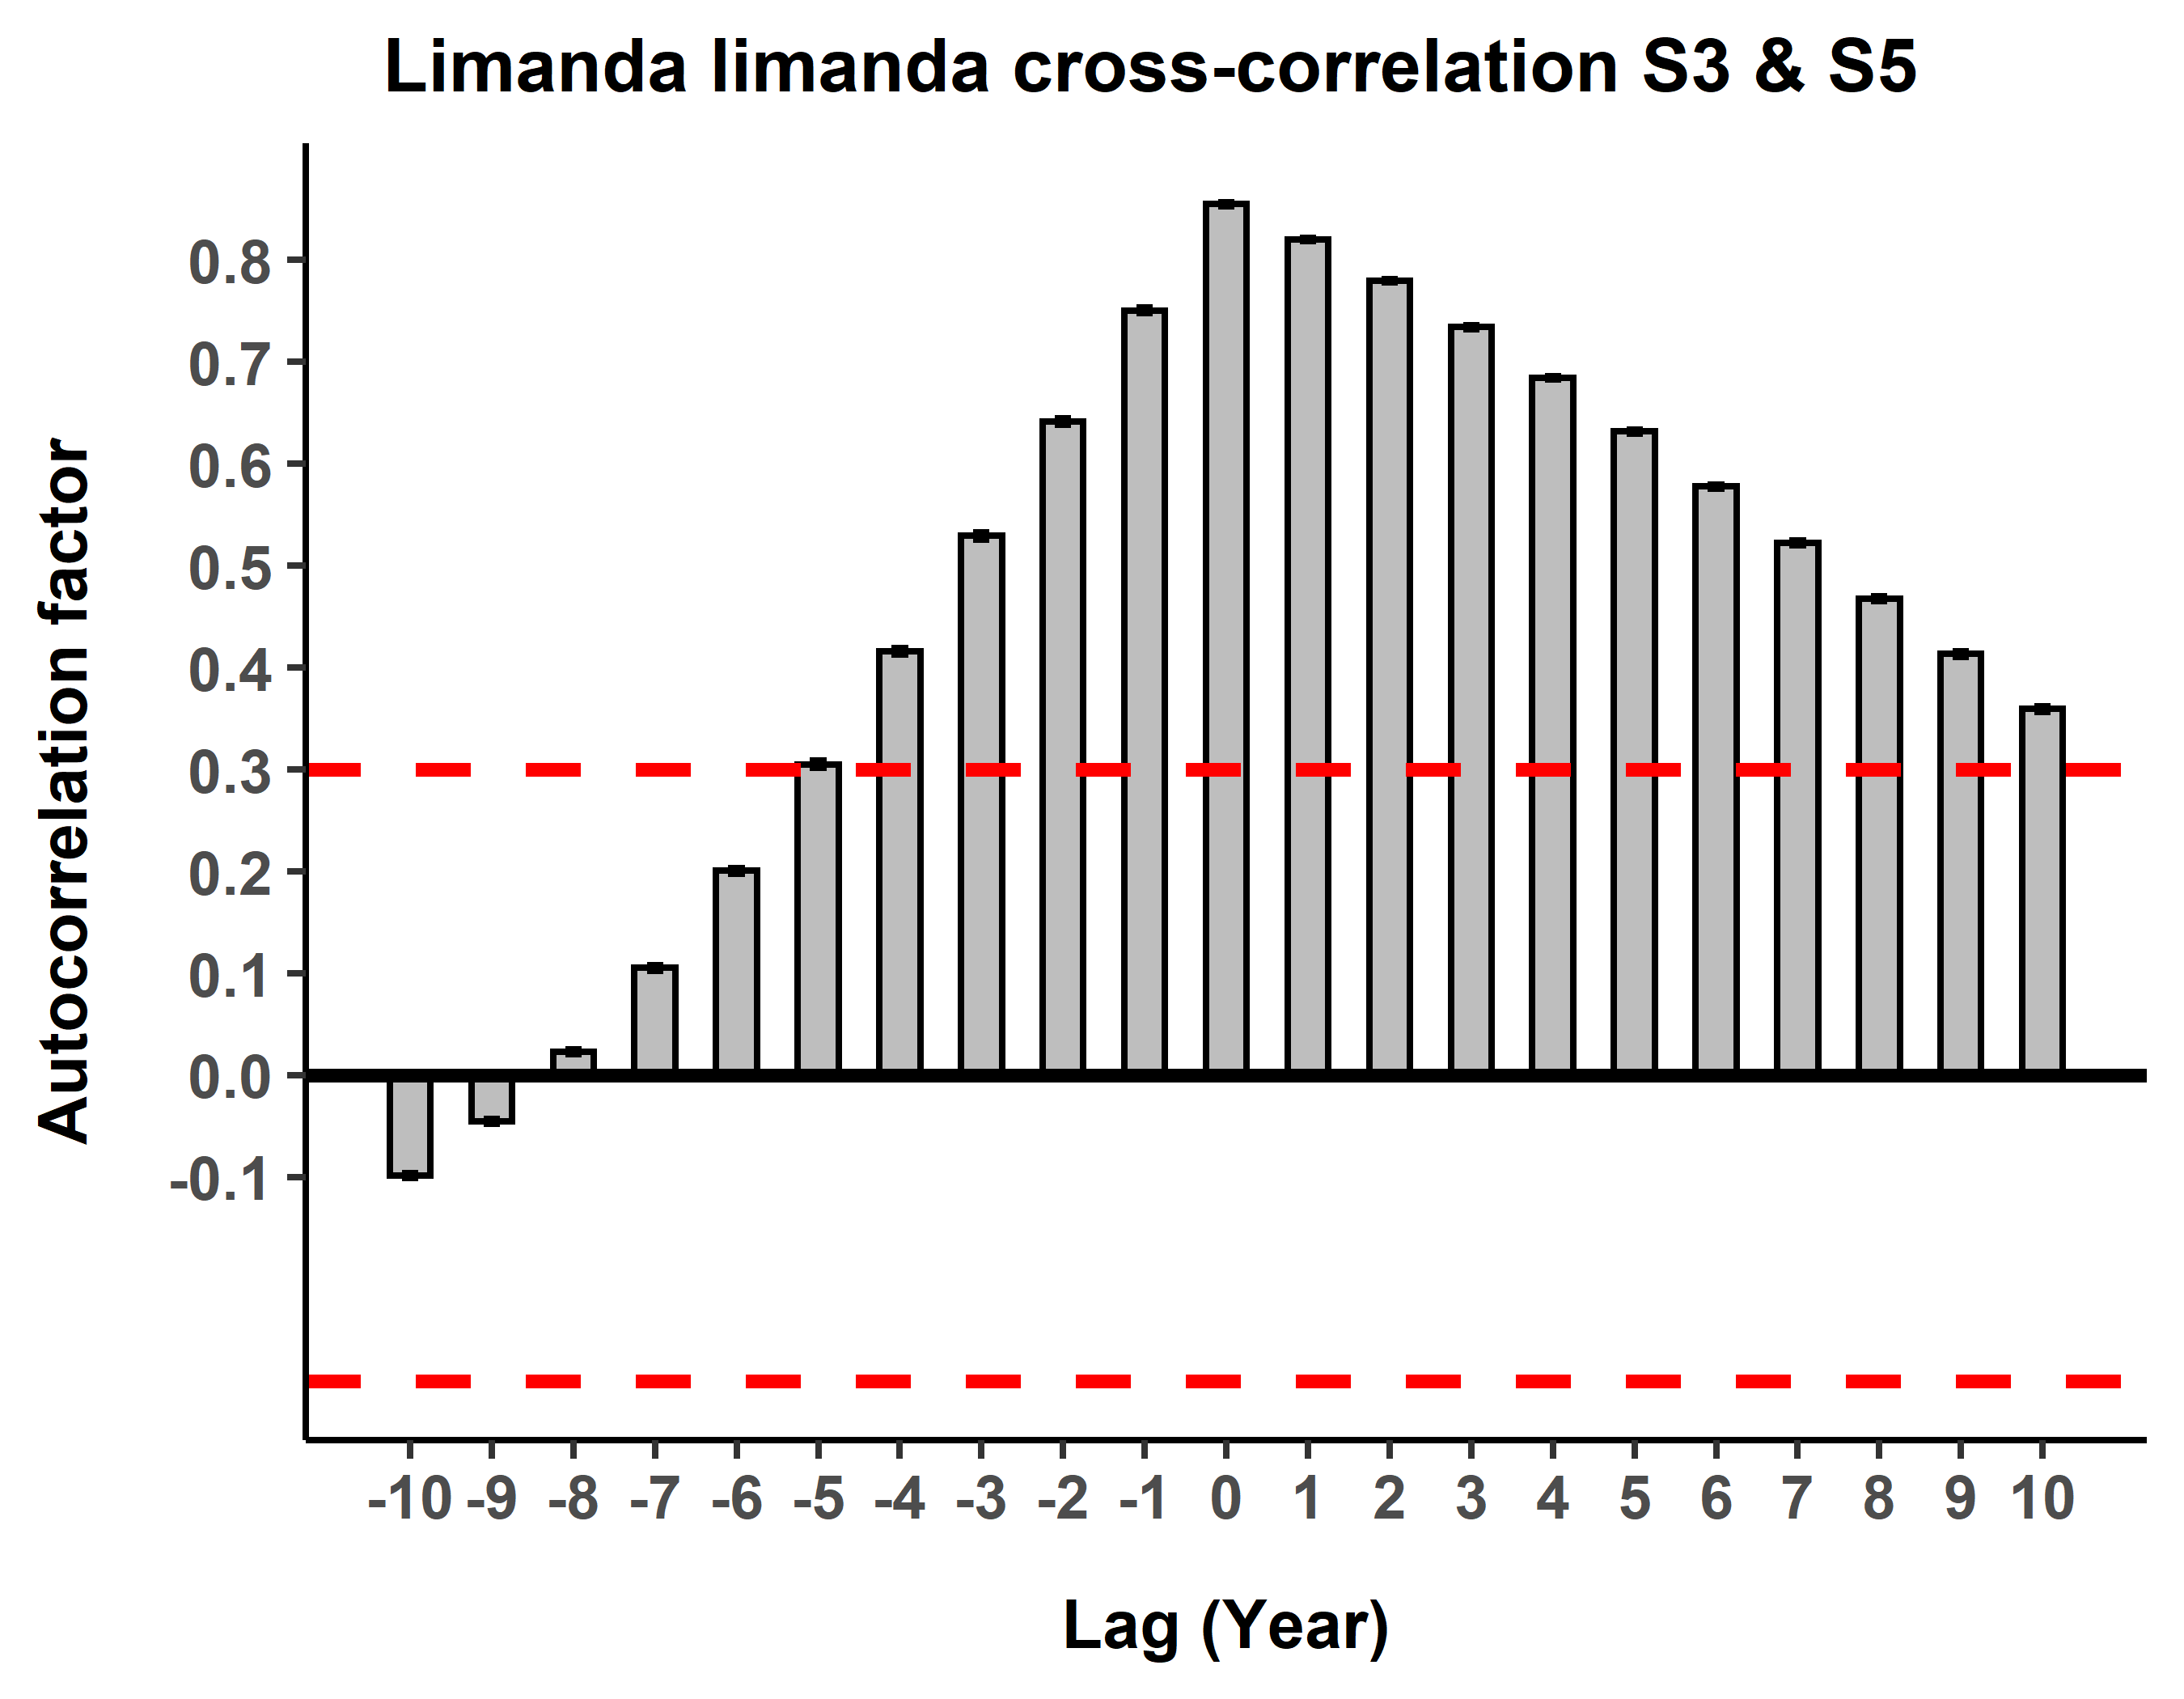 Limanda limanda cross-correlation S3 & S5
Autocorrelation factor
0.8
0.7
0.6
0.5
0.4
0.3
0.2
0.1
0.0
-0.1
-10 -9 -8 -7 -6 -5 -4 -3 -2 -1 0 1 2 3 4 5 6 7 8 9 10
Lag (Year)